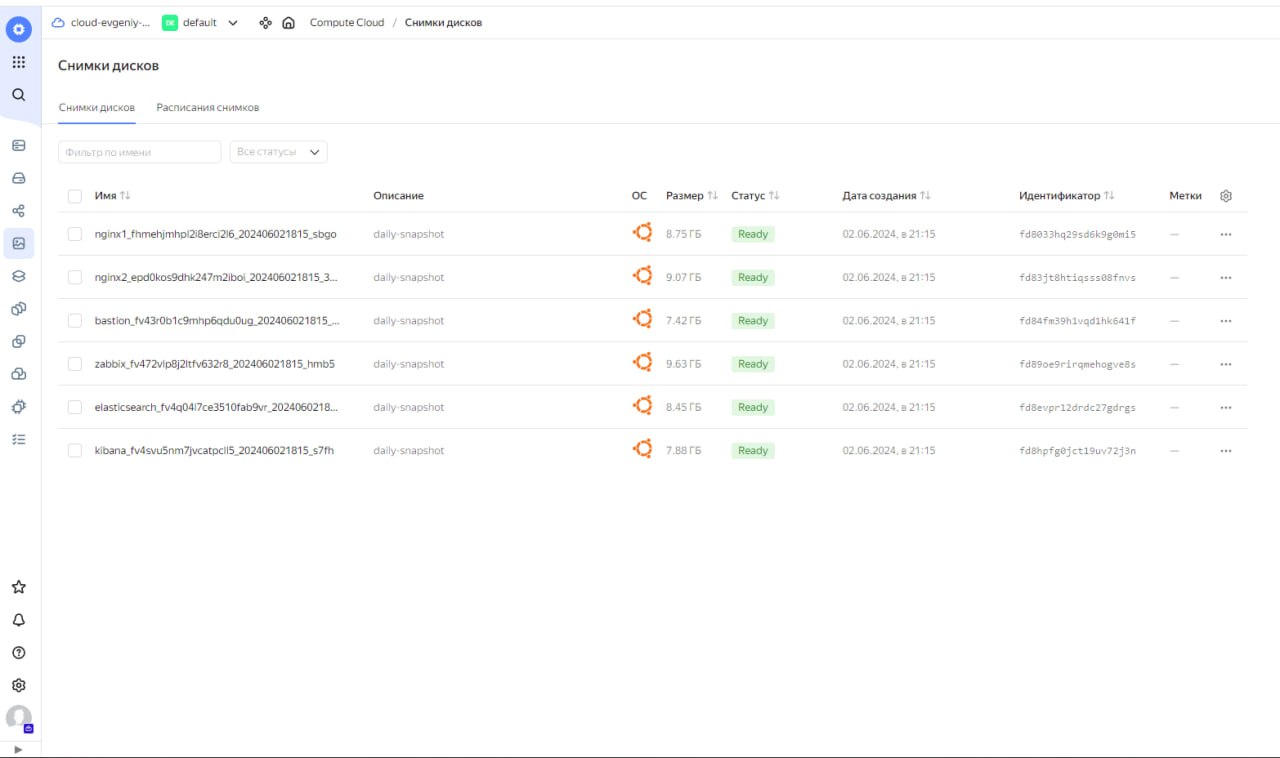 cloud-evgeniy-... DE default Compute Cloud / Снимки дисков
Снимки дисков
Снимки дисков Расписания снимков
Фильтр по имени Все статусы
Имя Описание ОС Размер Статус Дата создания Идентификатор Метки
nginx1_fhmehjmhpl2i8erci2l6_202406021815_sbgo daily-snapshot 8.75 ГБ Ready 02.06.2024, в 21:15 fd8033hq29sd6k9g0mi5 —
nginx2_epd0kos9dhk247m2iboi_202406021815_3... daily-snapshot 9.07 ГБ Ready 02.06.2024, в 21:15 fd83jt8htiqsss08fnvs —
bastion_fv43r0b1c9mhp6qdu0ug_202406021815_... daily-snapshot 7.42 ГБ Ready 02.06.2024, в 21:15 fd84fm39h1vqd1hk641f —
zabbix_fv472vlp8j2ltfv632r8_202406021815_hmb5 daily-snapshot 9.63 ГБ Ready 02.06.2024, в 21:15 fd89oe9rirqmehogve8s —
elasticsearch_fv4q04l7ce3510fab9vr_2024060218... daily-snapshot 8.45 ГБ Ready 02.06.2024, в 21:15 fd8evpr12drdc27gdrgs —
kibana_fv4svu5nm7jvcatpcll5_202406021815_s7fh daily-snapshot 7.88 ГБ Ready 02.06.2024, в 21:15 fd8hpfg0jct19uv72j3n —